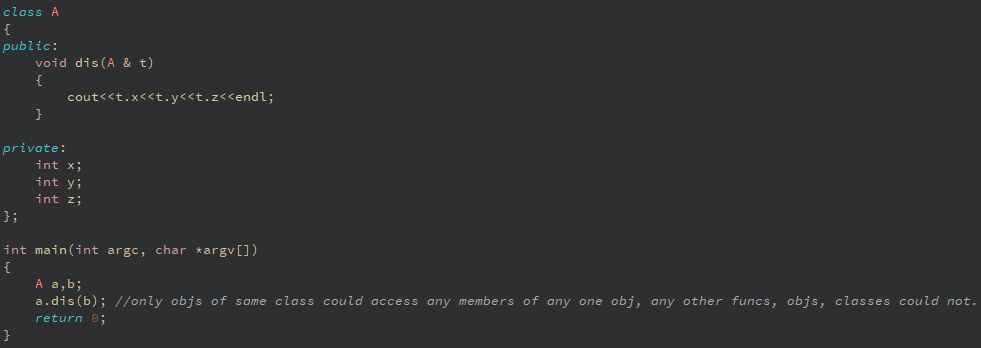 class A
{
public:
    void dis(A & t)
    {
        cout<<t.x<<t.y<<t.z<<endl;
    }

private:
    int x;
    int y;
    int z;
};

int main(int argc, char *argv[])
{
    A a,b;
    a.dis(b); //only objs of same class could access any members of any one obj, any other funcs, objs, classes could not.
    return 0;
}